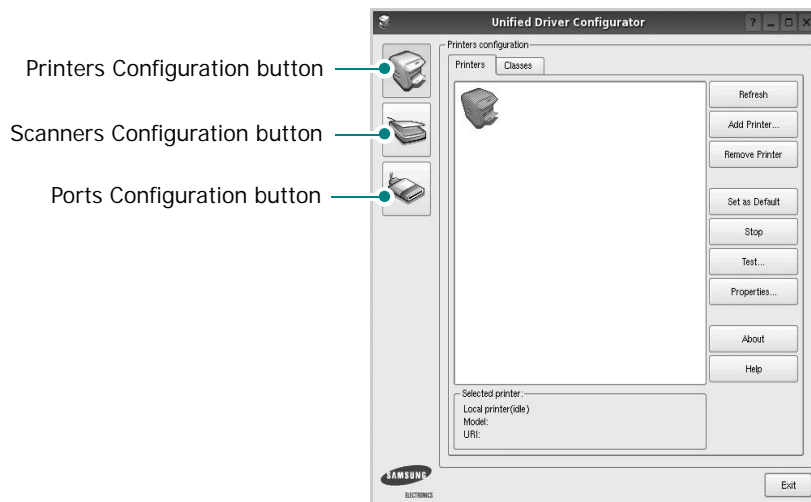 Unified Driver Configurator
Printers Configuration button
Scanners Configuration button
Ports Configuration button
Printers configuration
Printers
Classes
Refresh
Add Printer...
Remove Printer
Set as Default
Stop
Test...
Properties...
About
Help
Selected printer:
Local printer(idle)
Model:
URI:
SAMSUNG
ELECTRONICS
Exit